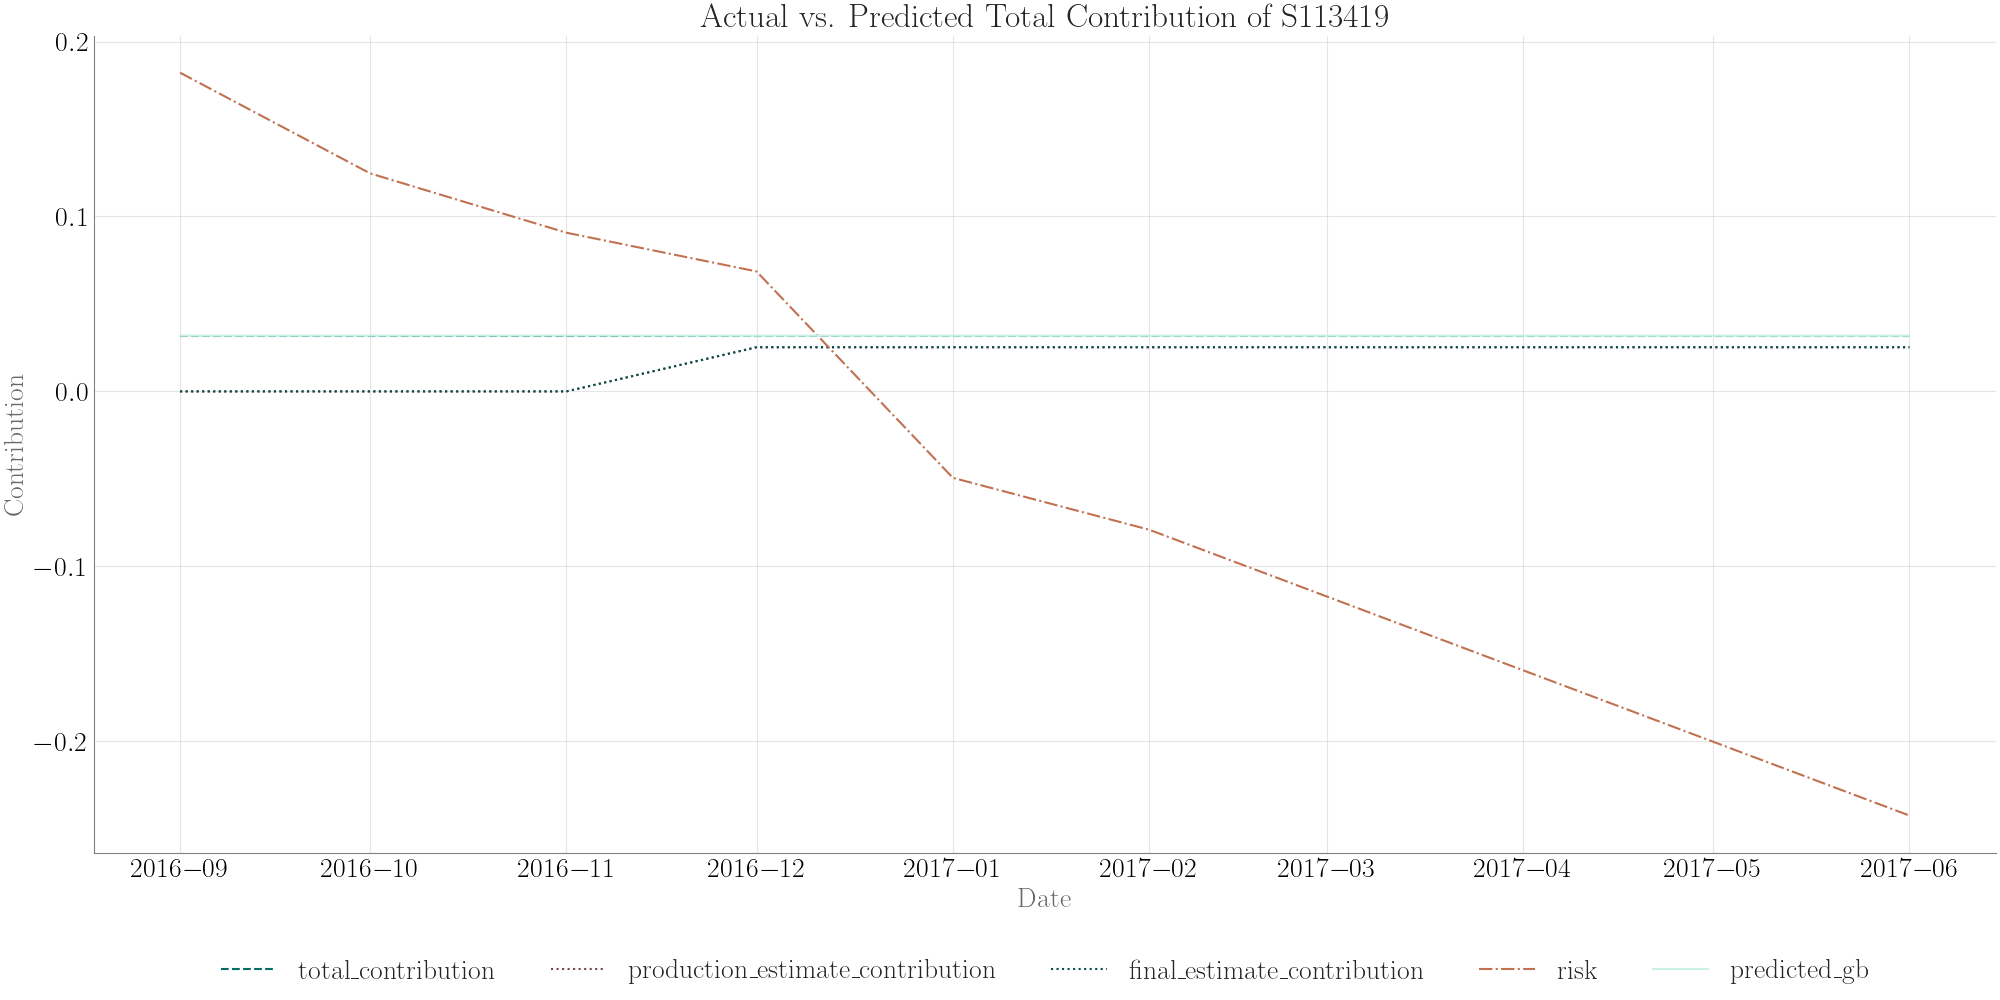 Actual vs. Predicted Total Contribution of S113419
0.2
0.1
0.0
−0.1
−0.2
Contribution
2016−09 2016−10 2016−11 2016−12 2017−01 2017−02 2017−03 2017−04 2017−05 2017−06
Date
total_contribution production_estimate_contribution final_estimate_contribution risk predicted_gb